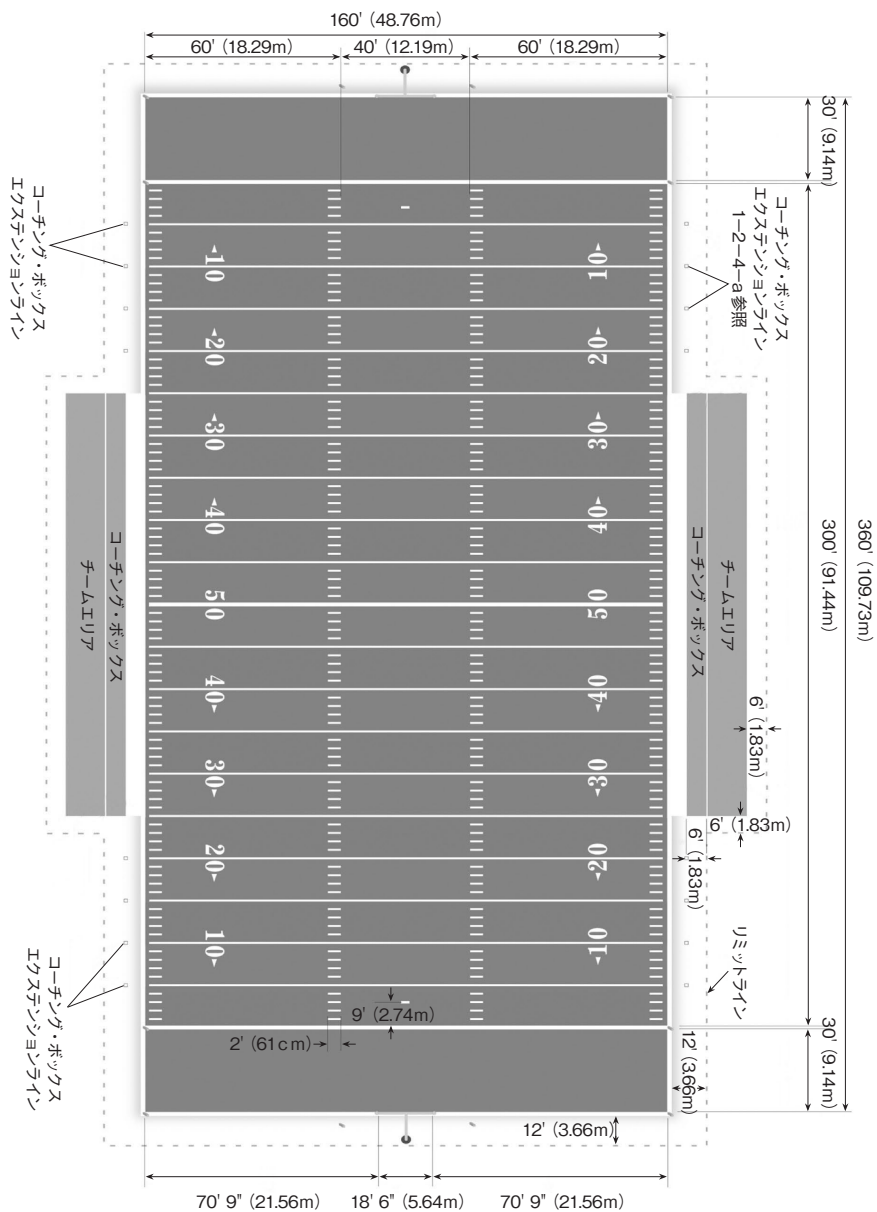 160' (48.76m)
60' (18.29m)
40' (12.19m)
60' (18.29m)
30' (9.14m)
360' (109.73m)
300' (91.44m)
コーチング・ボックス
エクステンションライン
コーチング・ボックス
エクステンションライン
1−2−4−a 参照
10
10
20
20
30
30
40
40
50
50
40
40
30
30
20
20
10
10
チームエリア
コーチング・ボックス
コーチング・ボックス
チームエリア
6' (1.83m)
6' (1.83m)
6' (1.83m)
リミットライン
コーチング・ボックス
エクステンションライン
9' (2.74m)
2' (61cm)
12' (3.66m)
30' (9.14m)
12' (3.66m)
70' 9" (21.56m)
18' 6" (5.64m)
70' 9" (21.56m)